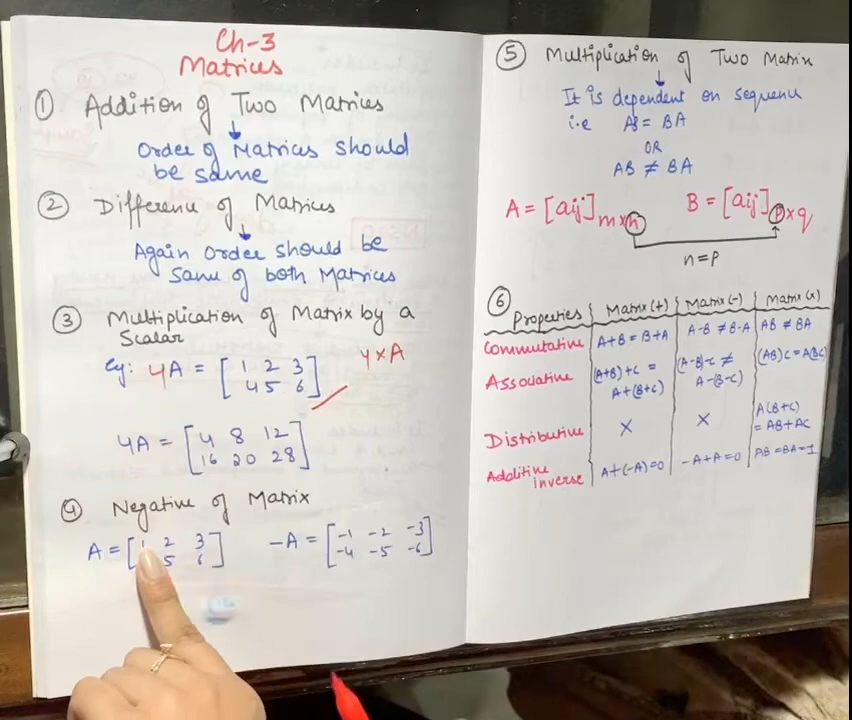 Ch-3
Matrices
① Addition of Two Matrices
↓
Order of Matrices should
be same
② Difference of Matrices
↓
Again Order should be
Same of both Matrices
③ Multiplication of Matrix by a
Scalar
eg: 4A = [1 2 3
4 5 6] 4×A
4A = [4 8 12
16 20 28]
④ Negative of Matrix
A = [1 2 3 -A = [-1 -2 -3
5 6] -4 -5 -6]
⑤ Multiplication of Two Matrix
↓
It is dependent on sequence
i.e AB = BA
OR
AB ≠ BA
A = [aij]m×n B = [aij]p×q
n=p
⑥ Properties Matrix(+) Matrix(-) Matrix(x)
Commutative A+B = B+A A-B ≠ B-A AB ≠ BA
Associative (A+B)+C = (A-B)-C ≠ (AB)C = A(BC)
A+(B+C) A-(B-C)
Distributive × × A(B+C)
= AB+AC
Additive A+(-A)=0 -A+A=0 AB=BA=1
inverse